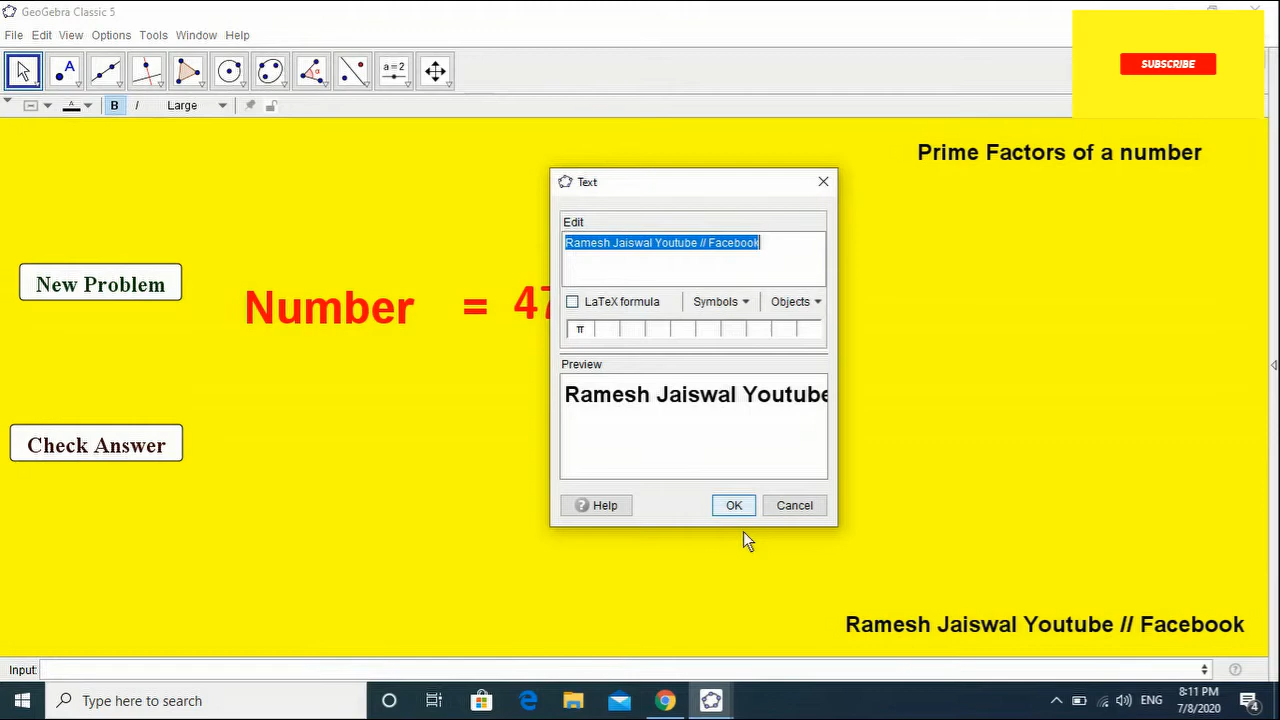 GeoGebra Classic 5
File Edit View Options Tools Window Help
A
a=2
SUBSCRIBE
A B I Large
Prime Factors of a number
Text
Edit
Ramesh Jaiswal Youtube // Facebook
New Problem
Number = 47
LaTeX formula Symbols Objects
π
Preview
Ramesh Jaiswal Youtube
Check Answer
Help OK Cancel
Ramesh Jaiswal Youtube // Facebook
Input:
Type here to search
ENG
8:11 PM
7/8/2020
4